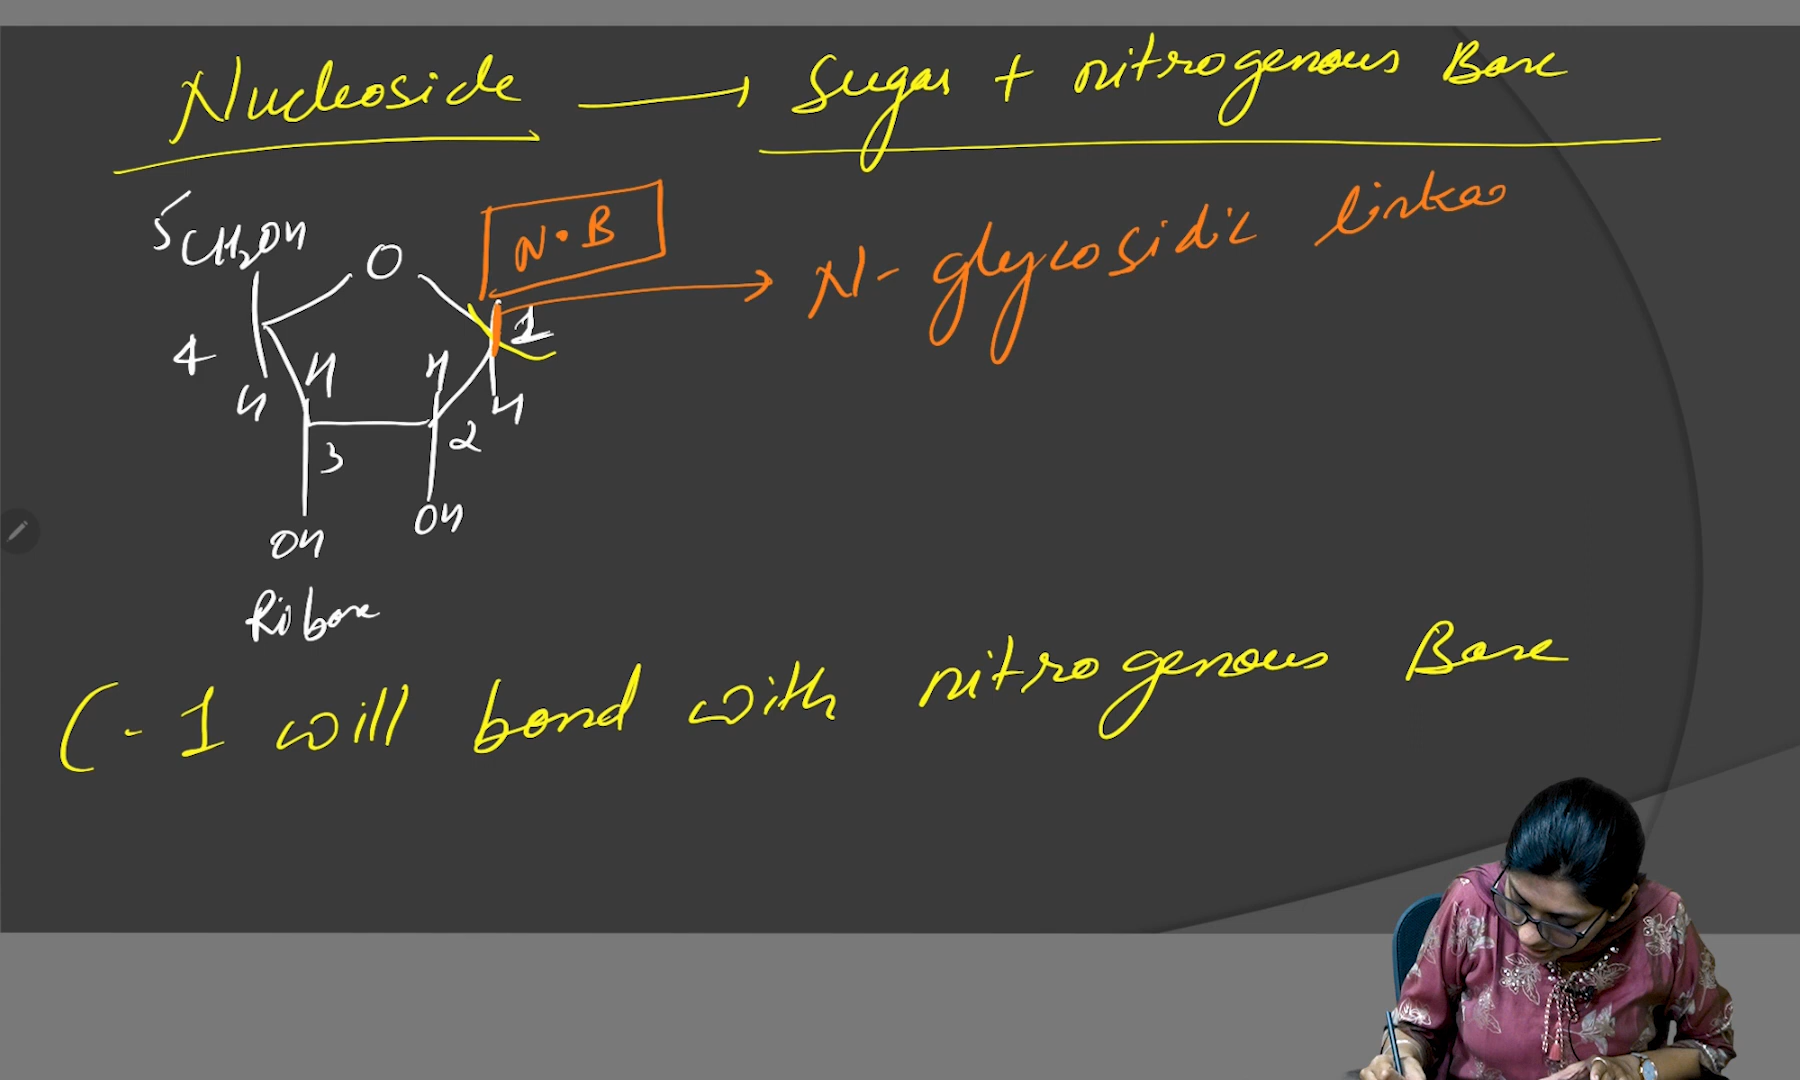 Nucleoside → Sugar + nitrogenous Base
N·B
N- glycosidic linka
5 CH₂OH
O
1
4
H
H
H
H
3
2
OH
OH
Ribose
C-1 will bond with nitrogenous Base